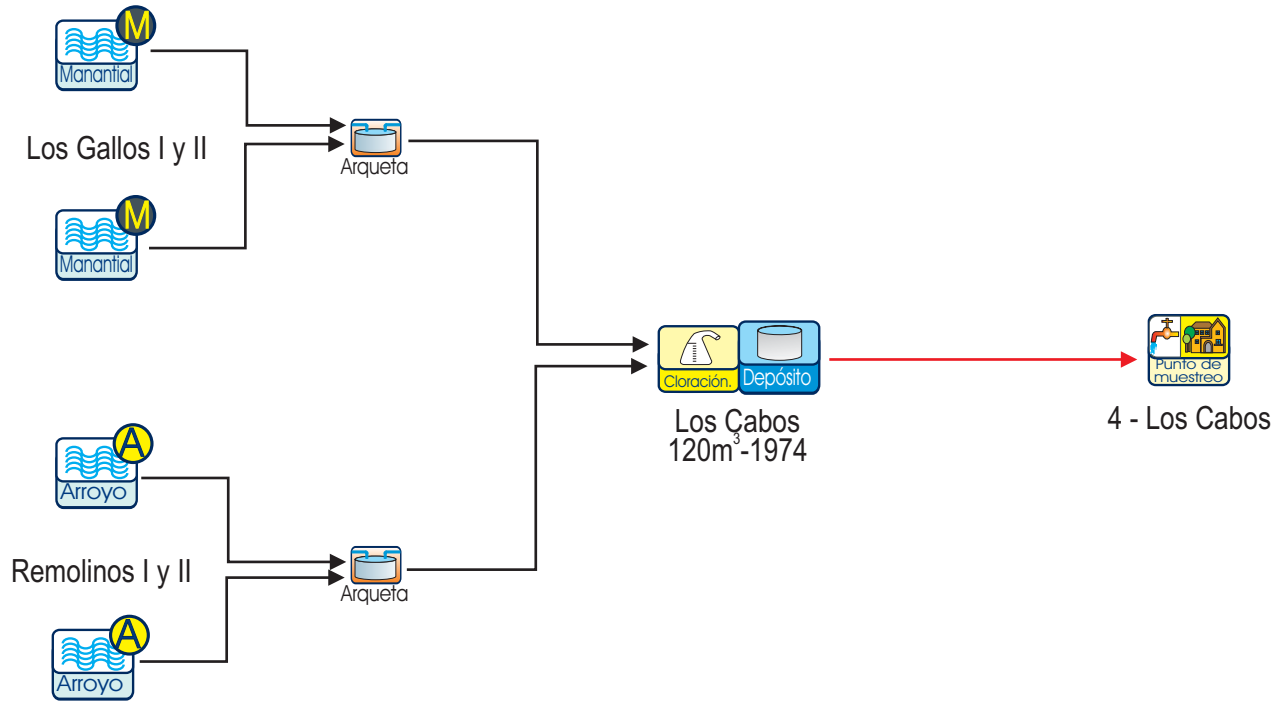 M
Manantial
Los Gallos I y II
M
Manantial
Arqueta
A
Arroyo
Remolinos I y II
A
Arroyo
Arqueta
Cloración.
Depósito
Los Cabos
120m³-1974
Punto de
muestreo
4 - Los Cabos